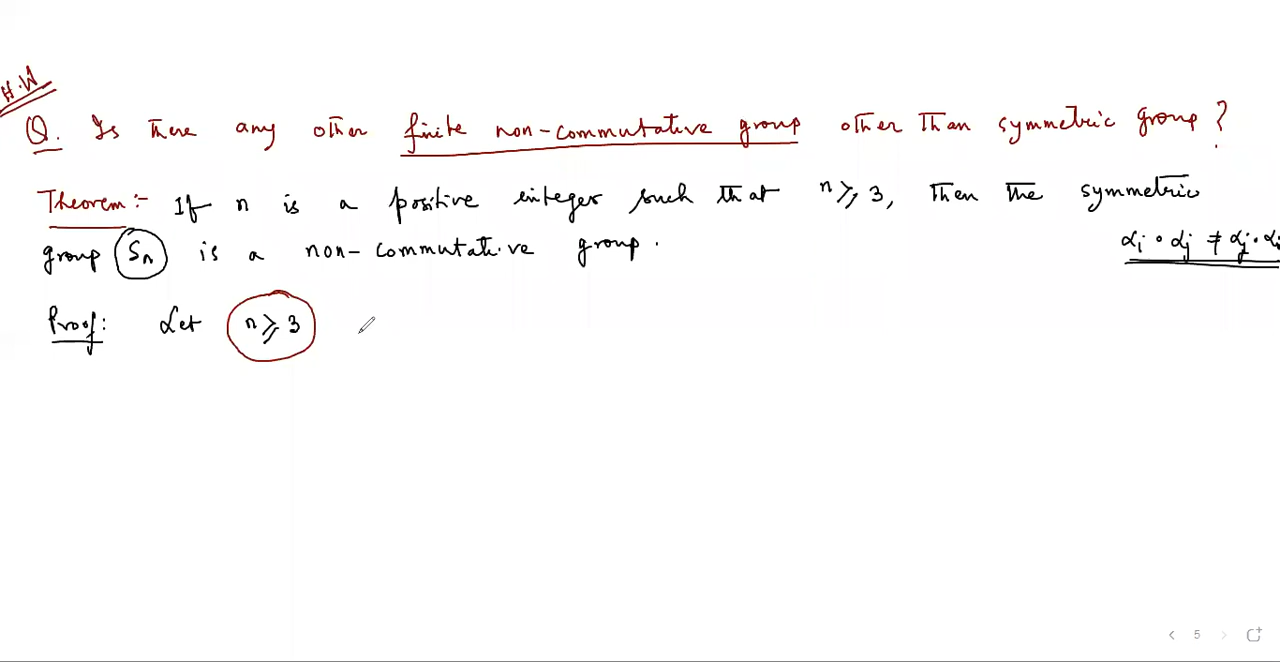 H.W
Q. Is there any other finite non-commutative group other than symmetric group?
Theorem:- If n is a positive integer such that n ⩾ 3, then the symmetric
group Sn is a non-commutative group.
αi ∘ αj ≠ αj ∘ αi
Proof: Let n ⩾ 3
5